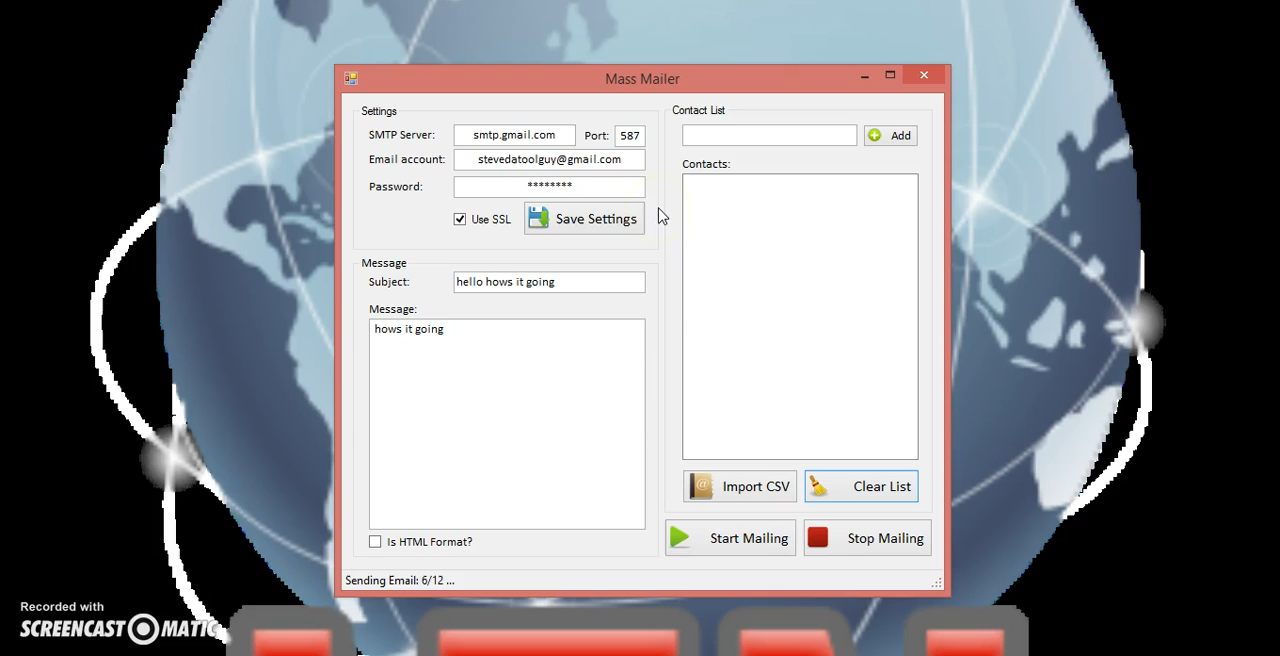 Mass Mailer
Settings
SMTP Server: smtp.gmail.com Port: 587
Email account: stevedatoolguy@gmail.com
Password: ********
Use SSL Save Settings
Message
Subject: hello hows it going
Message:
hows it going
Is HTML Format?
Contact List
Add
Contacts:
Import CSV Clear List
Start Mailing Stop Mailing
Sending Email: 6/12 ...
Recorded with
SCREENCAST-O-MATIC